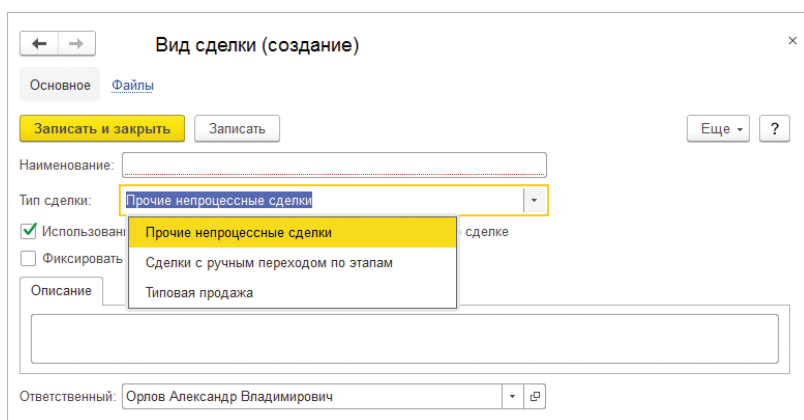 Вид сделки (создание)
Основное Файлы
Записать и закрыть Записать Еще ?
Наименование:
Тип сделки: Прочие непроцессные сделки
Прочие непроцессные сделки
сделке
Сделки с ручным переходом по этапам
Фиксировать
Типовая продажа
Описание
Ответственный: Орлов Александр Владимирович